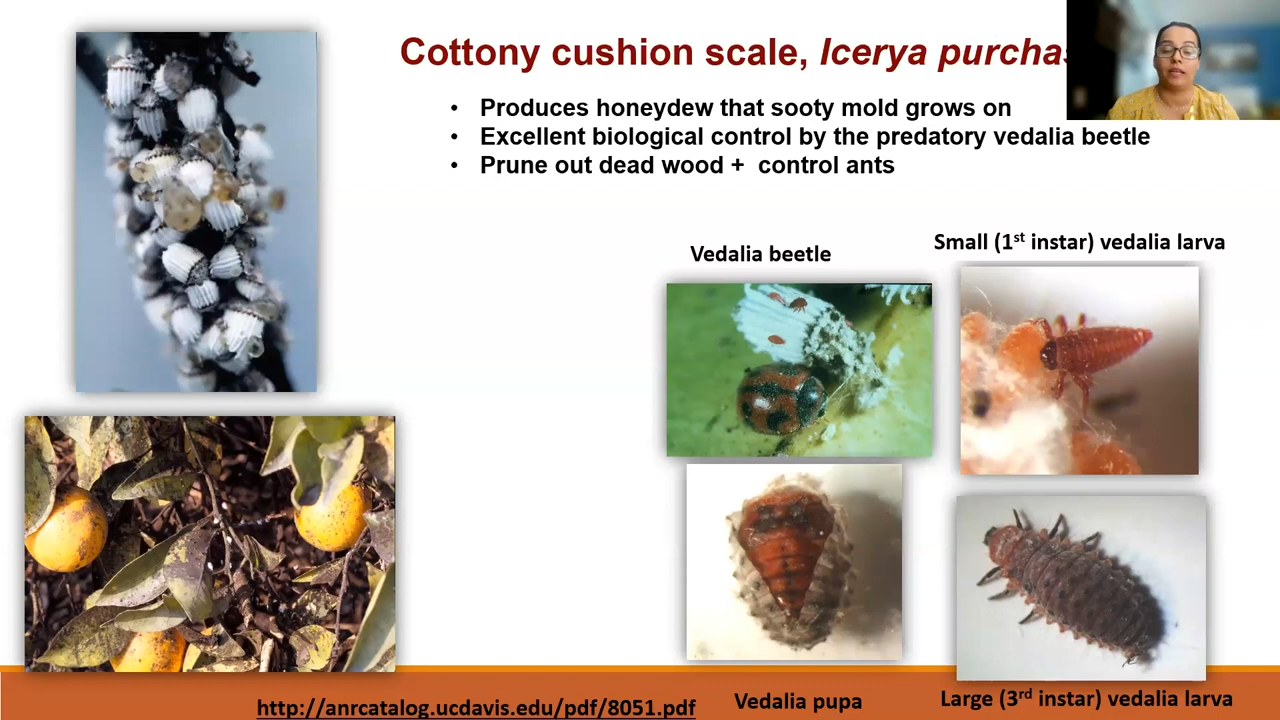 Cottony cushion scale, Icerya purchas
• Produces honeydew that sooty mold grows on
• Excellent biological control by the predatory vedalia beetle
• Prune out dead wood + control ants
Vedalia beetle
Small (1st instar) vedalia larva
Vedalia pupa
Large (3rd instar) vedalia larva
http://anrcatalog.ucdavis.edu/pdf/8051.pdf